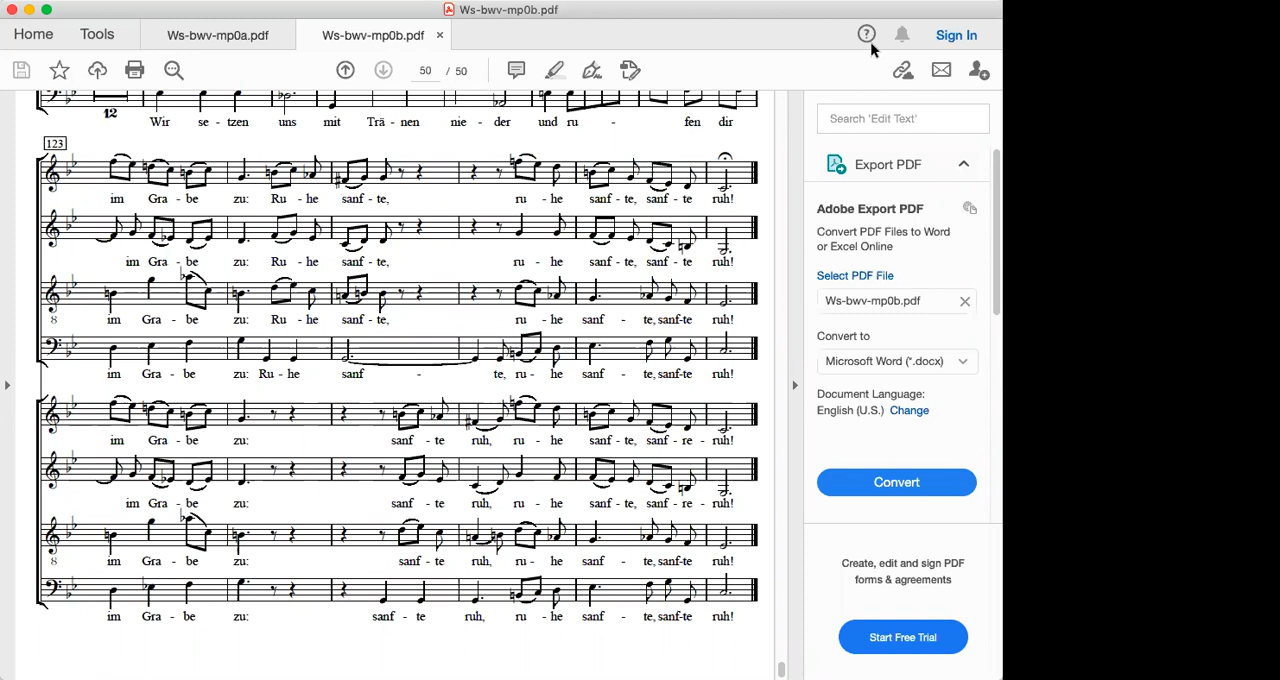 Ws-bwv-mp0b.pdf
Home Tools Ws-bwv-mp0a.pdf Ws-bwv-mp0b.pdf × Sign In
50 / 50
12
Wir se - tzen uns mit Trä - nen nie - der und ru - fen dir
123
im Gra - be zu: Ru - he sanf - te, ru - he sanf - te, sanf - te ruh!
im Gra - be zu: Ru - he sanf - te, ru - he sanf - te, sanf - te ruh!
8
im Gra - be zu: Ru - he sanf - te, ru - he sanf - te, sanf-te ruh!
im Gra - be zu: Ru - he sanf - te, ru - he sanf - te, sanf-te ruh!
im Gra - be zu: sanf - te ruh, ru - he sanf - te, sanf - re - ruh!
im Gra - be zu: sanf - te ruh, ru - he sanf - te, sanf - re - ruh!
8
im Gra - be zu: sanf - te ruh, ru - he sanf - te, sanf-te ruh!
im Gra - be zu: sanf - te ruh, ru - he sanf - te, sanf-te ruh!
Search 'Edit Text'
Export PDF
Adobe Export PDF
Convert PDF Files to Word
or Excel Online
Select PDF File
Ws-bwv-mp0b.pdf
Convert to
Microsoft Word (*.docx)
Document Language:
English (U.S.) Change
Convert
Create, edit and sign PDF
forms & agreements
Start Free Trial